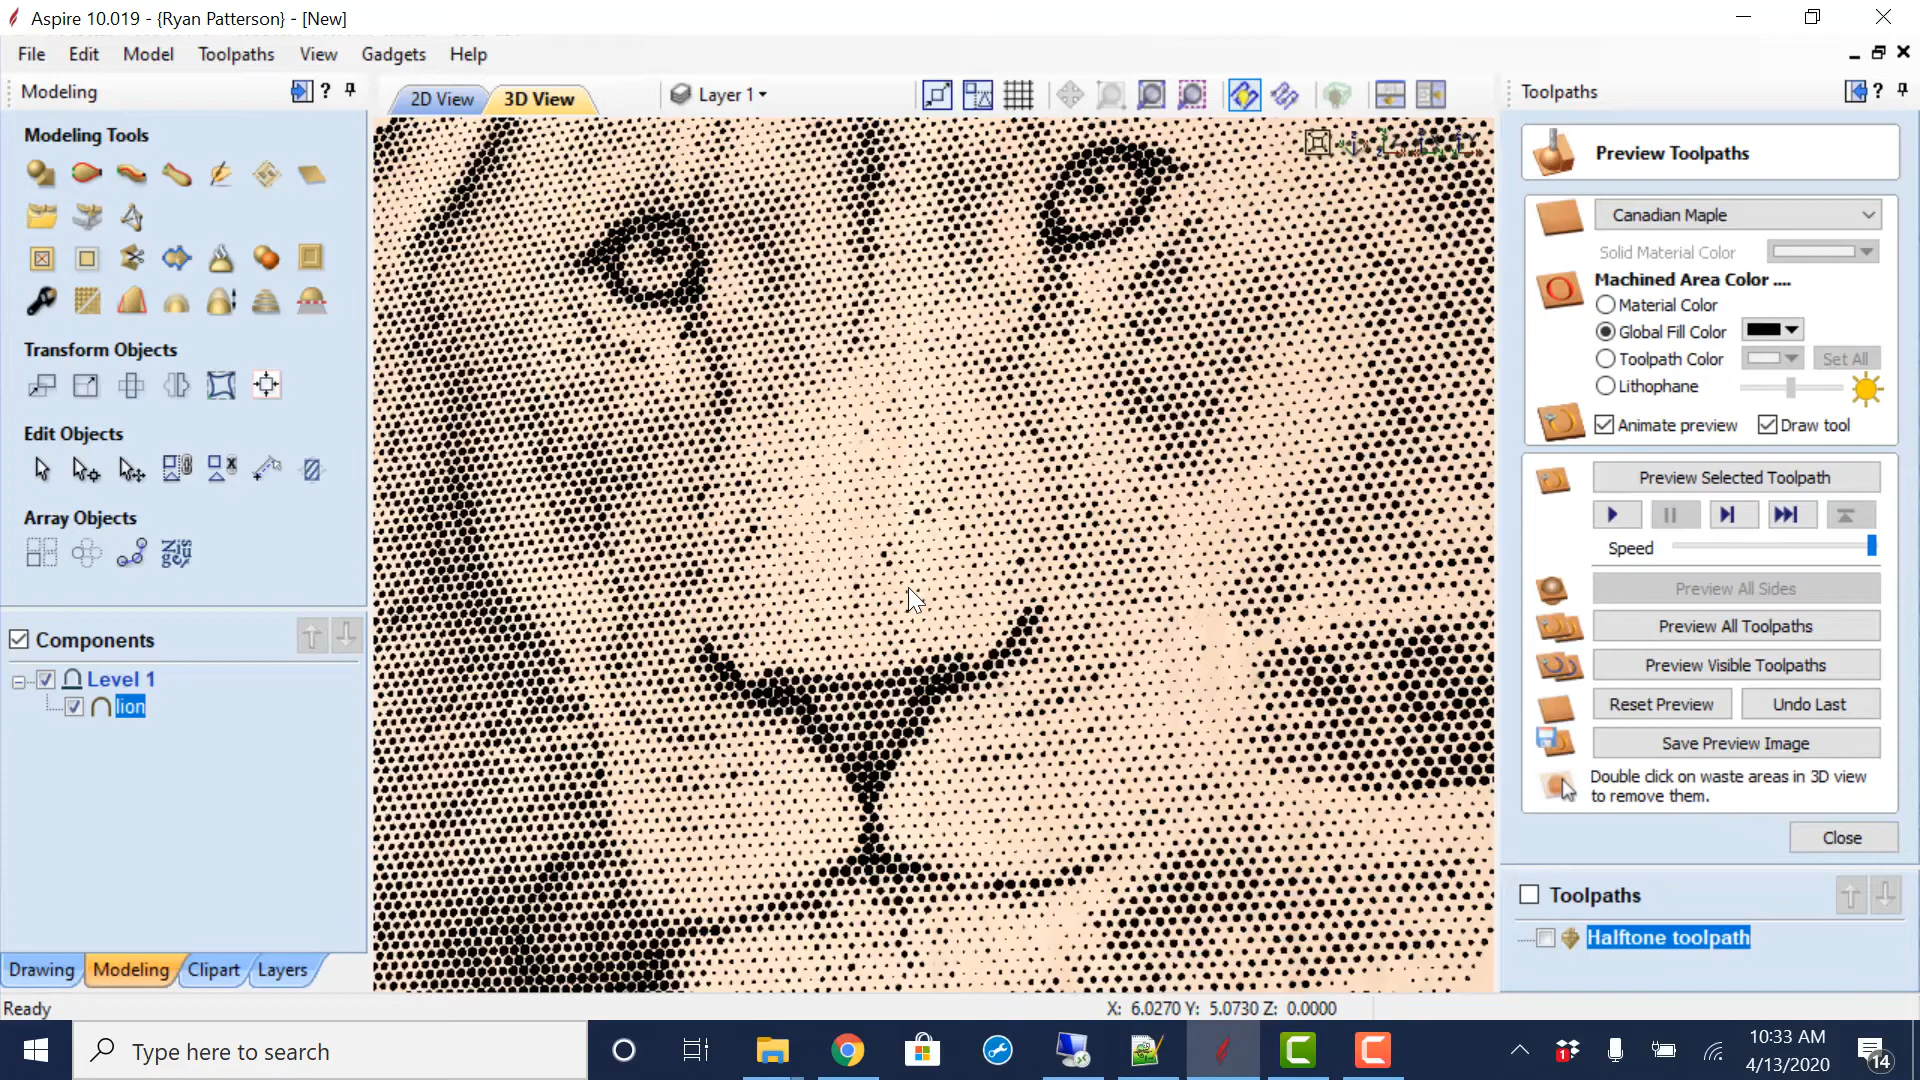 Aspire 10.019 - {Ryan Patterson} - [New]
File Edit Model Toolpaths View Gadgets Help
Modeling ?
2D View 3D View Layer 1
Toolpaths ?
Modeling Tools
Transform Objects
Edit Objects
Array Objects
Components
Level 1
lion
Drawing Modeling Clipart Layers
Preview Toolpaths
Canadian Maple
Solid Material Color
Machined Area Color ....
Material Color
Global Fill Color
Toolpath Color Set All
Lithophane
Animate preview Draw tool
Preview Selected Toolpath
Speed
Preview All Sides
Preview All Toolpaths
Preview Visible Toolpaths
Reset Preview Undo Last
Save Preview Image
Double click on waste areas in 3D view
to remove them.
Close
Toolpaths
Halftone toolpath
Ready X: 6.0270 Y: 5.0730 Z: 0.0000
Type here to search
1
10:33 AM
4/13/2020
14